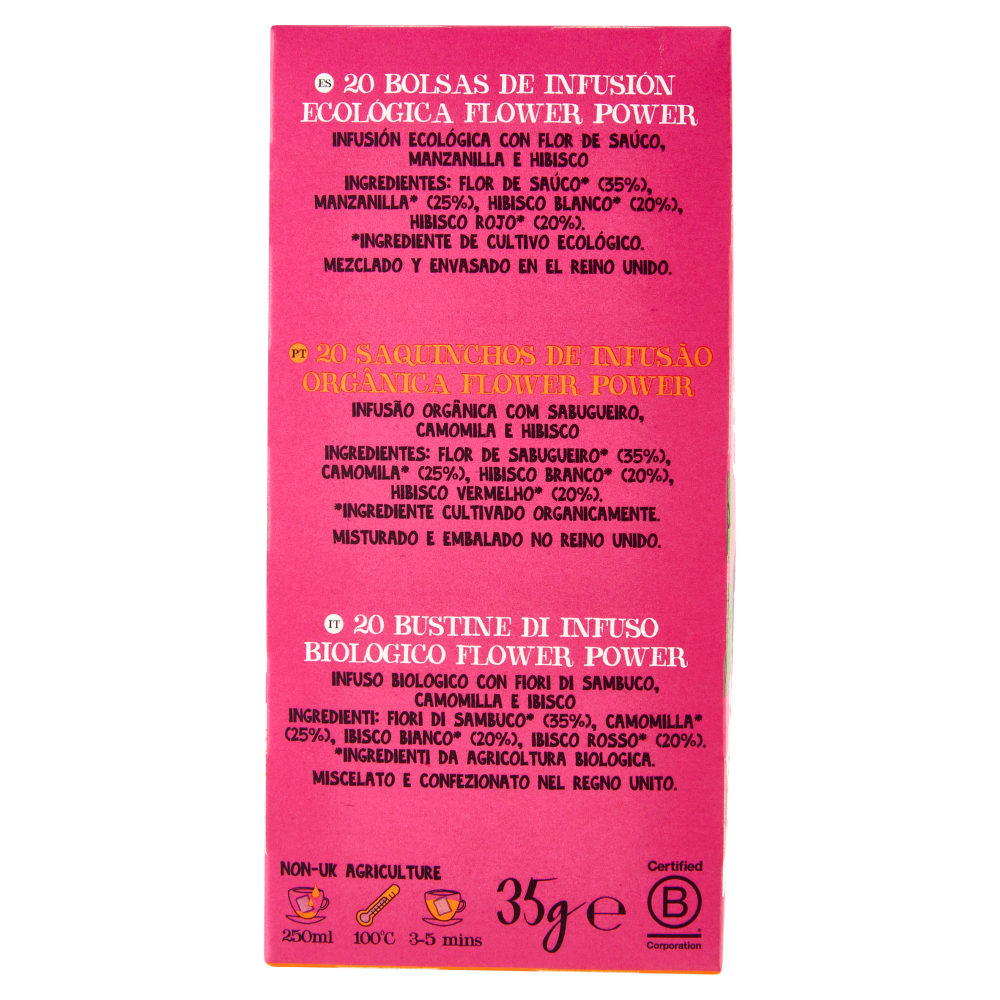 ES 20 BOLSAS DE INFUSIÓN
ECOLÓGICA FLOWER POWER
INFUSIÓN ECOLÓGICA CON FLOR DE SAÚCO,
MANZANILLA E HIBISCO
INGREDIENTES: FLOR DE SAÚCO* (35%),
MANZANILLA* (25%), HIBISCO BLANCO* (20%),
HIBISCO ROJO* (20%).
*INGREDIENTE DE CULTIVO ECOLÓGICO.
MEZCLADO Y ENVASADO EN EL REINO UNIDO.
PT 20 SAQUINCHOS DE INFUSÃO
ORGÂNICA FLOWER POWER
INFUSÃO ORGÂNICA COM SABUGUEIRO,
CAMOMILA E HIBISCO
INGREDIENTES: FLOR DE SABUGUEIRO* (35%),
CAMOMILA* (25%), HIBISCO BRANCO* (20%),
HIBISCO VERMELHO* (20%).
*INGREDIENTE CULTIVADO ORGANICAMENTE.
MISTURADO E EMBALADO NO REINO UNIDO.
IT 20 BUSTINE DI INFUSO
BIOLOGICO FLOWER POWER
INFUSO BIOLOGICO CON FIORI DI SAMBUCO,
CAMOMILLA E IBISCO
INGREDIENTI: FIORI DI SAMBUCO* (35%), CAMOMILLA*
(25%), IBISCO BIANCO* (20%), IBISCO ROSSO* (20%).
*INGREDIENTI DA AGRICOLTURA BIOLOGICA.
MISCELATO E CONFEZIONATO NEL REGNO UNITO.
NON-UK AGRICULTURE
250ml 100°C 3-5 mins
35g e
Certified
B
Corporation